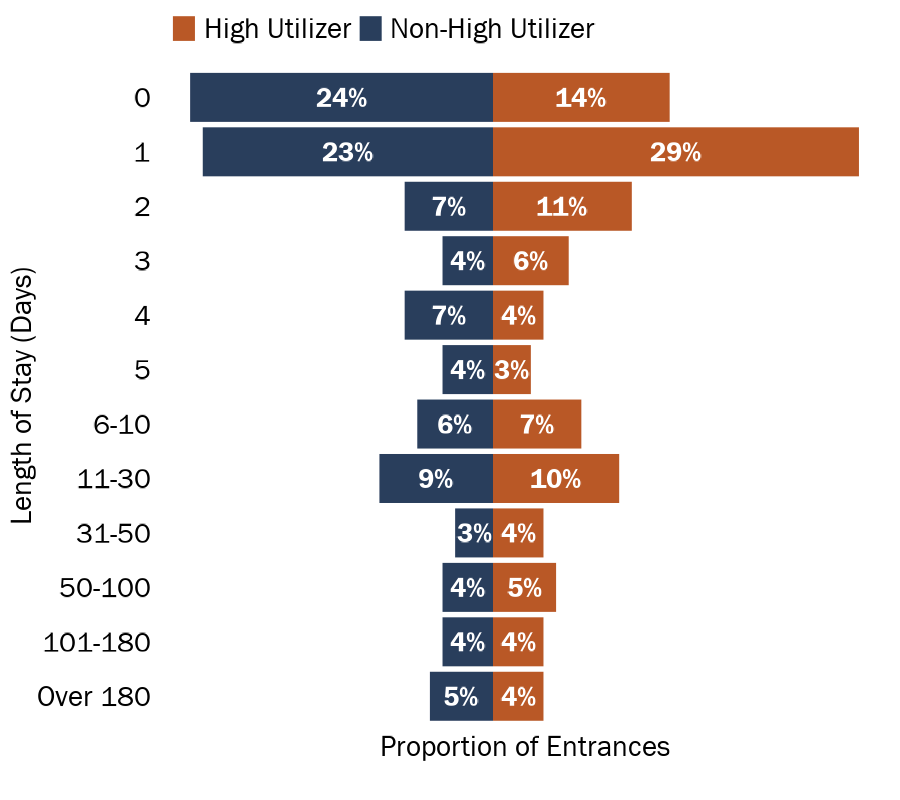 High Utilizer Non-High Utilizer
0 24% 14%
1 23% 29%
2 7% 11%
3 4% 6%
4 7% 4%
5 4% 3%
6-10 6% 7%
11-30 9% 10%
31-50 3% 4%
50-100 4% 5%
101-180 4% 4%
Over 180 5% 4%
Length of Stay (Days)
Proportion of Entrances